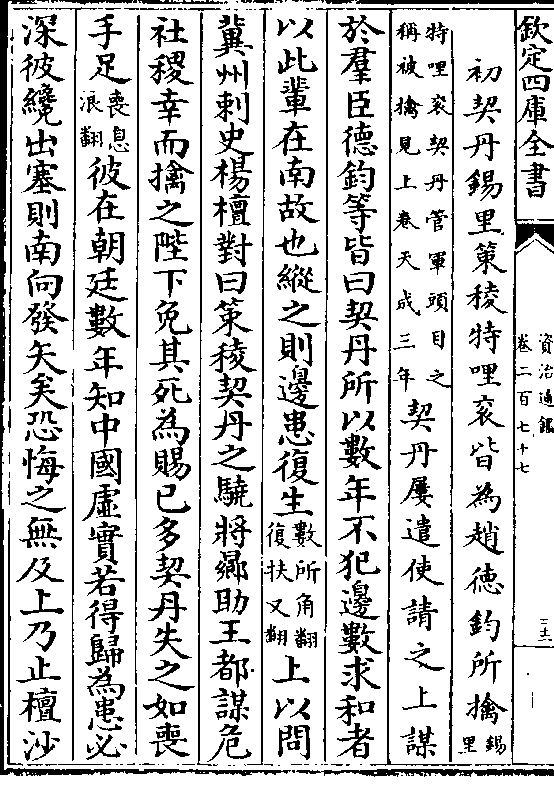 欽定四庫全書
資治通鑑
卷二百七十七
三十
初契丹錫里策稜特哩袞皆為趙德鈞所擒錫里
特哩袞契丹管軍頭目之
稱被擒見上卷天成三年契丹屢遣使請之上謀
於羣臣德鈞等皆曰契丹所以數年不犯邊數求和者
以此輩在南故也縱之則邊患復生數所角翻
復扶又翻上以問
冀州刺史楊檀對曰策稜契丹之驍將曏助王都謀危
社稷幸而擒之陛下免其死為賜已多契丹失之如喪
手足喪息
浪翻彼在朝廷數年知中國虛實若得歸為患必
深彼纔出塞則南向發矢矣恐悔之無及上乃止檀沙